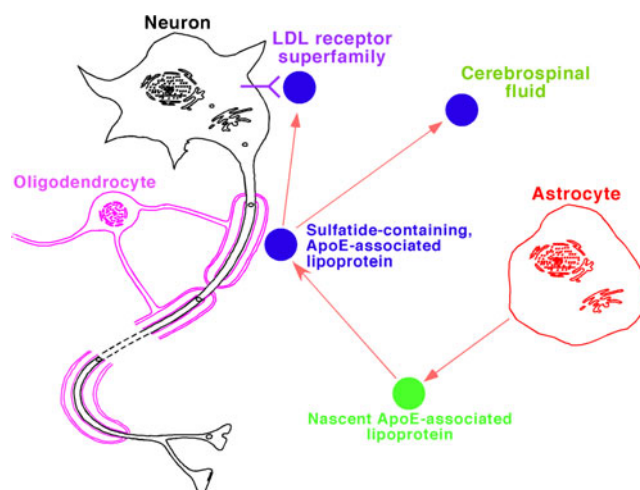 Neuron
LDL receptor
superfamily
Cerebrospinal
fluid
Oligodendrocyte
Astrocyte
Sulfatide-containing,
ApoE-associated
lipoprotein
Nascent ApoE-associated
lipoprotein